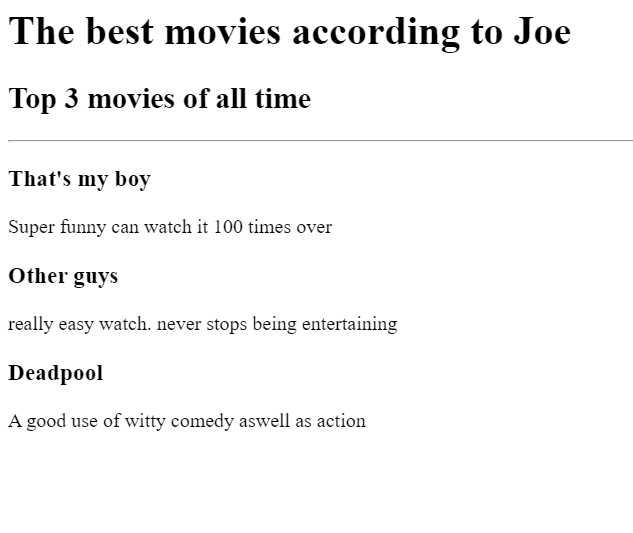 The best movies according to Joe
Top 3 movies of all time
That's my boy
Super funny can watch it 100 times over
Other guys
really easy watch. never stops being entertaining
Deadpool
A good use of witty comedy aswell as action